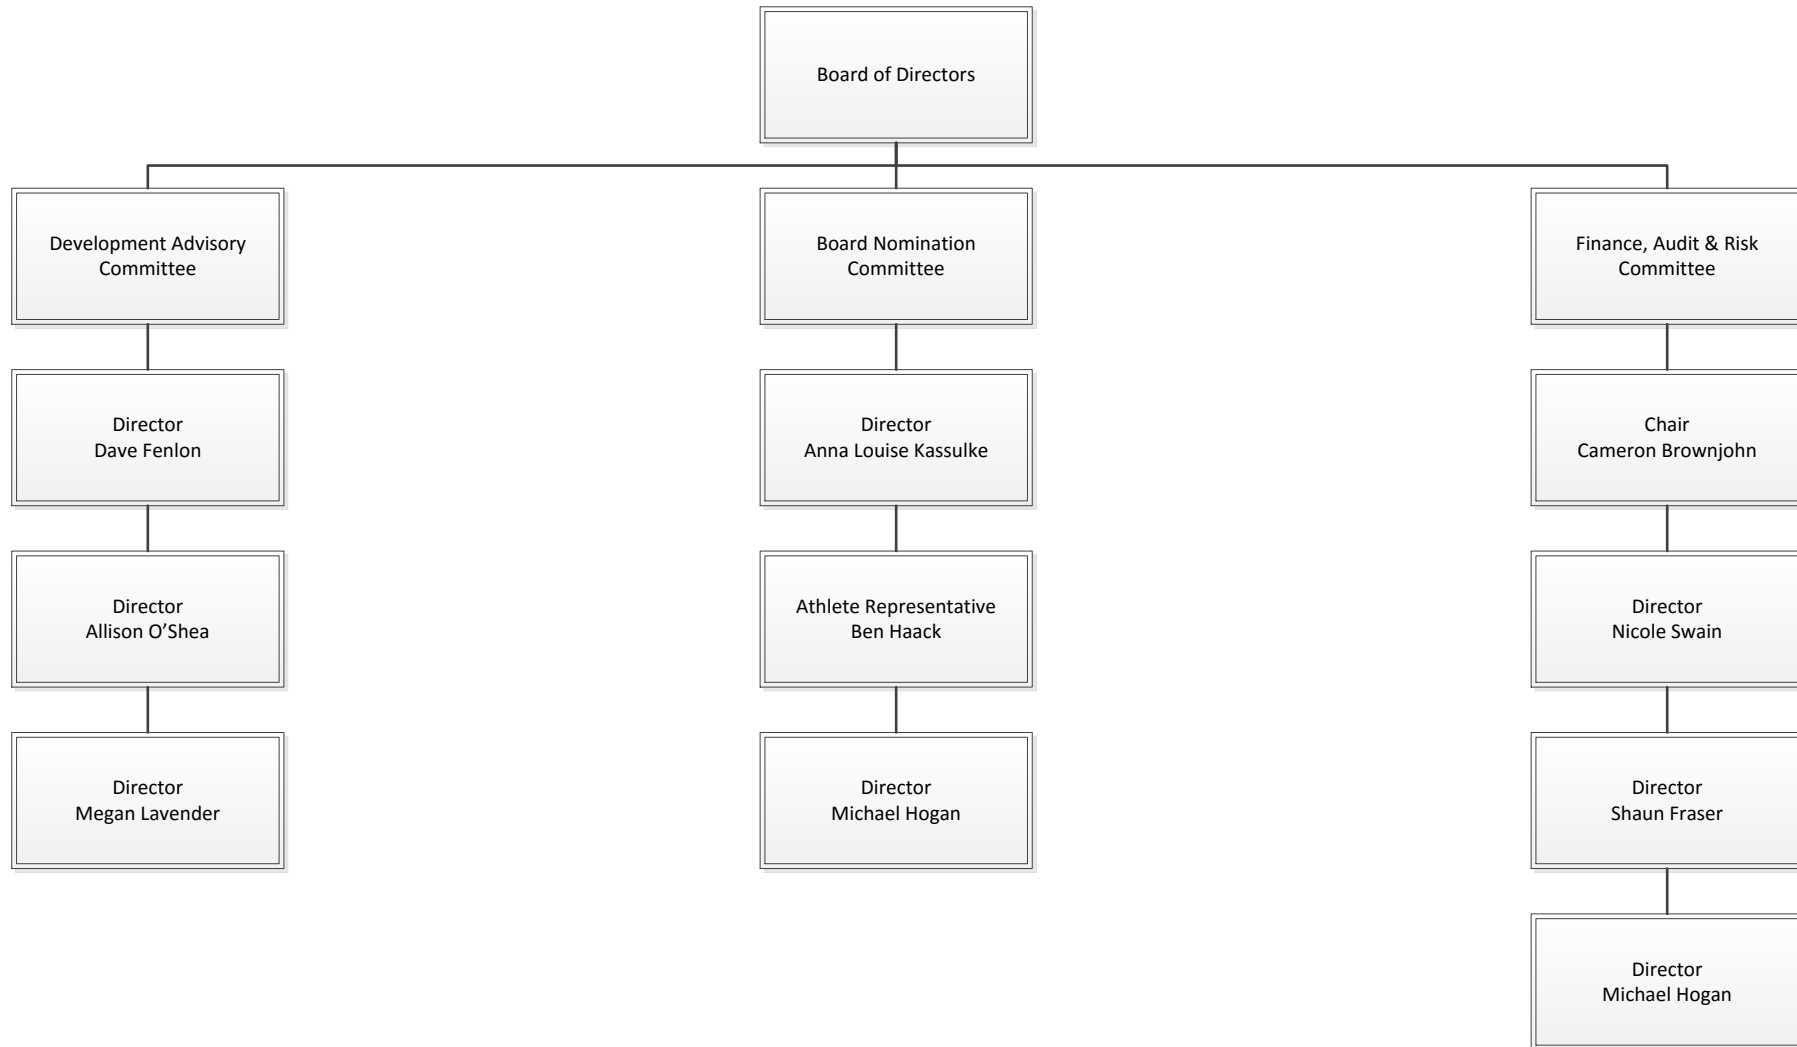 Board of Directors
Development Advisory
Committee
Board Nomination
Committee
Finance, Audit & Risk
Committee
Director
Dave Fenlon
Director
Anna Louise Kassulke
Chair
Cameron Brownjohn
Director
Allison O’Shea
Athlete Representative
Ben Haack
Director
Nicole Swain
Director
Megan Lavender
Director
Michael Hogan
Director
Shaun Fraser
Director
Michael Hogan